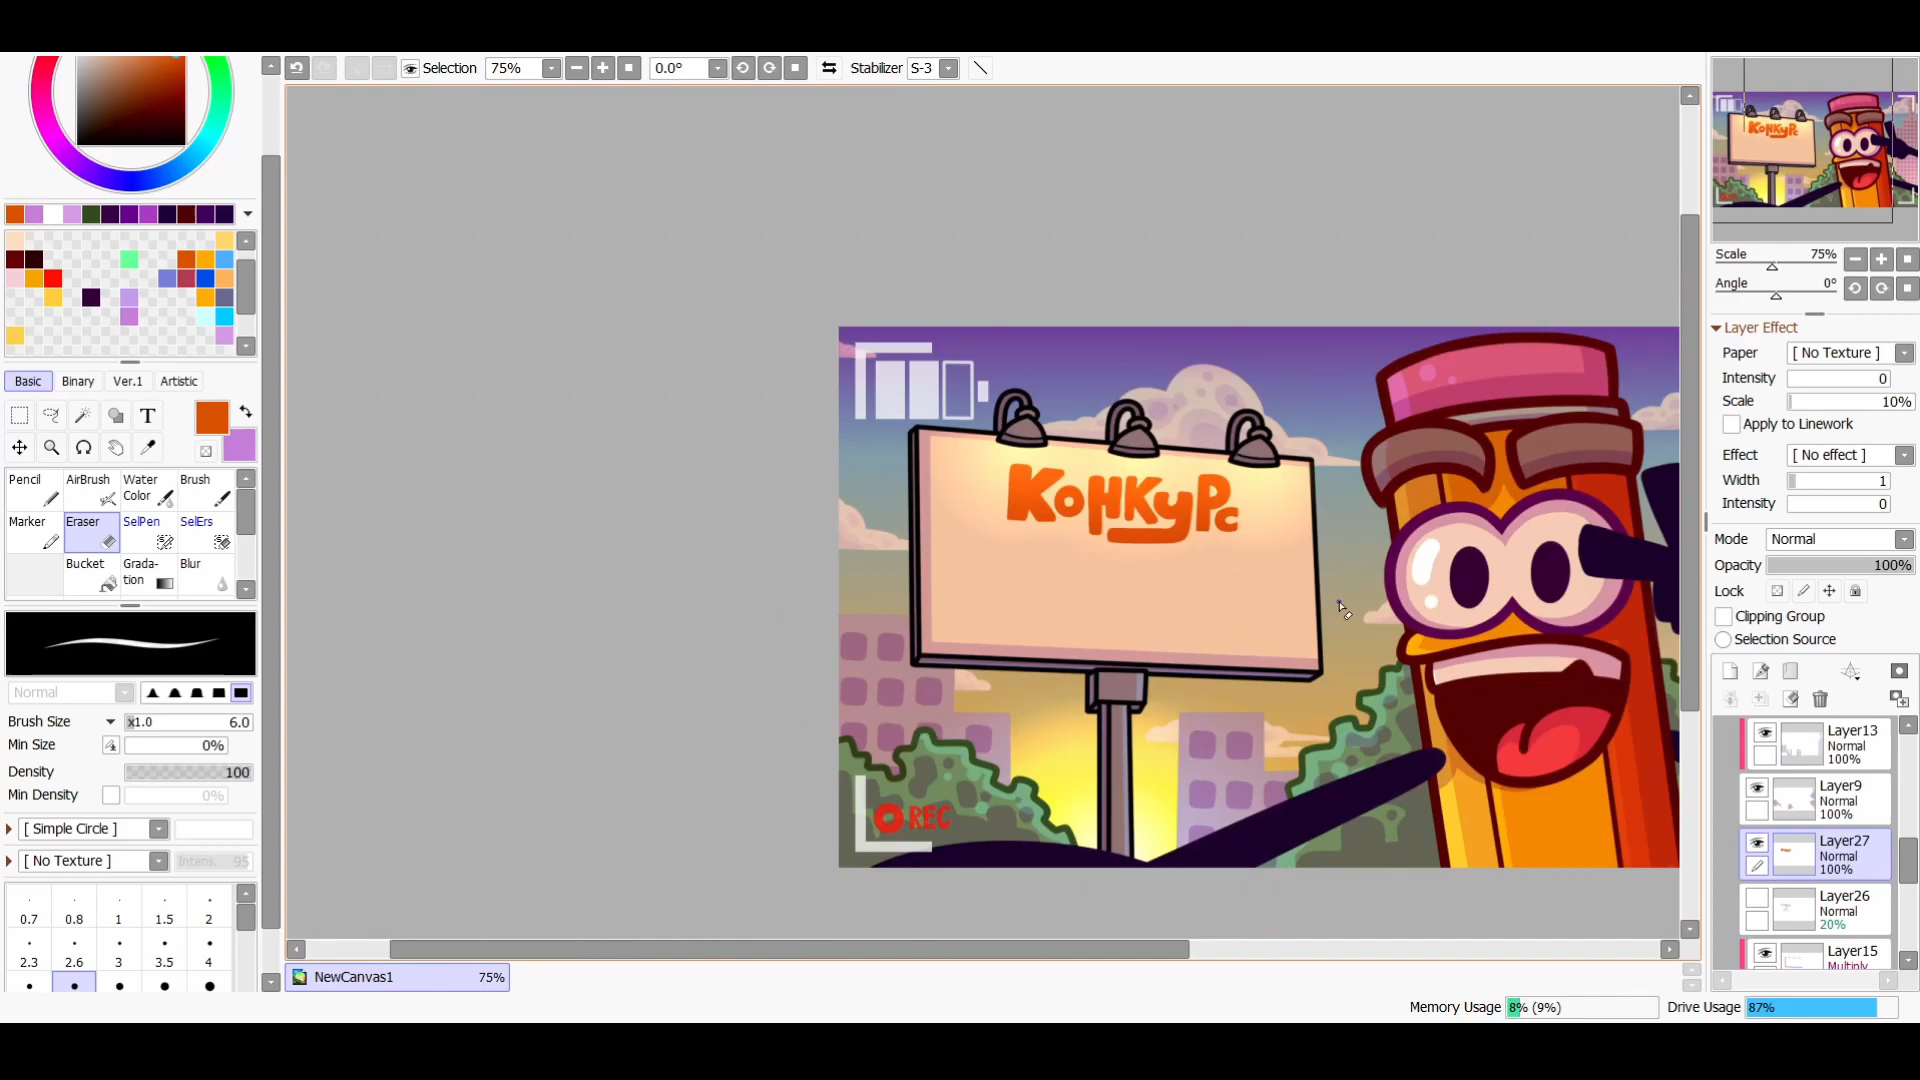 Selection 75% 0.0° Stabilizer S-3
Basic Binary Ver.1 Artistic
T
Pencil AirBrush Water Color Brush
Marker Eraser SelPen SelErs
Bucket Grada-tion Blur
Normal
Brush Size x1.0 6.0
Min Size 0%
Density 100
Min Density 0%
[ Simple Circle ]
[ No Texture ] Intens. 95
0.7 0.8 1 1.5 2
2.3 2.6 3 3.5 4
КОНКУРС
REC
NewCanvas1 75%
Scale 75%
Angle 0°
Layer Effect
Paper [ No Texture ]
Intensity 0
Scale 10%
Apply to Linework
Effect [ No effect ]
Width 1
Intensity 0
Mode Normal
Opacity 100%
Lock
Clipping Group
Selection Source
Layer13
Normal
100%
Layer9
Normal
100%
Layer27
Normal
100%
Layer26
Normal
20%
Layer15
Multiply
Memory Usage 8% (9%) Drive Usage 87%